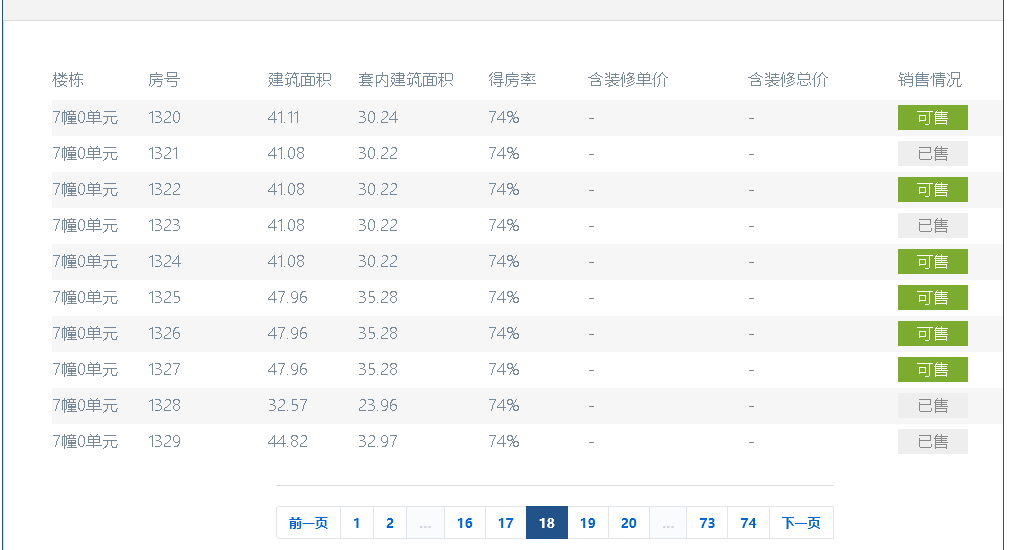 楼栋 房号 建筑面积 套内建筑面积 得房率 含装修单价 含装修总价 销售情况
7幢0单元 1320 41.11 30.24 74% - - 可售
7幢0单元 1321 41.08 30.22 74% - - 已售
7幢0单元 1322 41.08 30.22 74% - - 可售
7幢0单元 1323 41.08 30.22 74% - - 已售
7幢0单元 1324 41.08 30.22 74% - - 可售
7幢0单元 1325 47.96 35.28 74% - - 可售
7幢0单元 1326 47.96 35.28 74% - - 可售
7幢0单元 1327 47.96 35.28 74% - - 可售
7幢0单元 1328 32.57 23.96 74% - - 已售
7幢0单元 1329 44.82 32.97 74% - - 已售
前一页 1 2 ... 16 17 18 19 20 ... 73 74 下一页